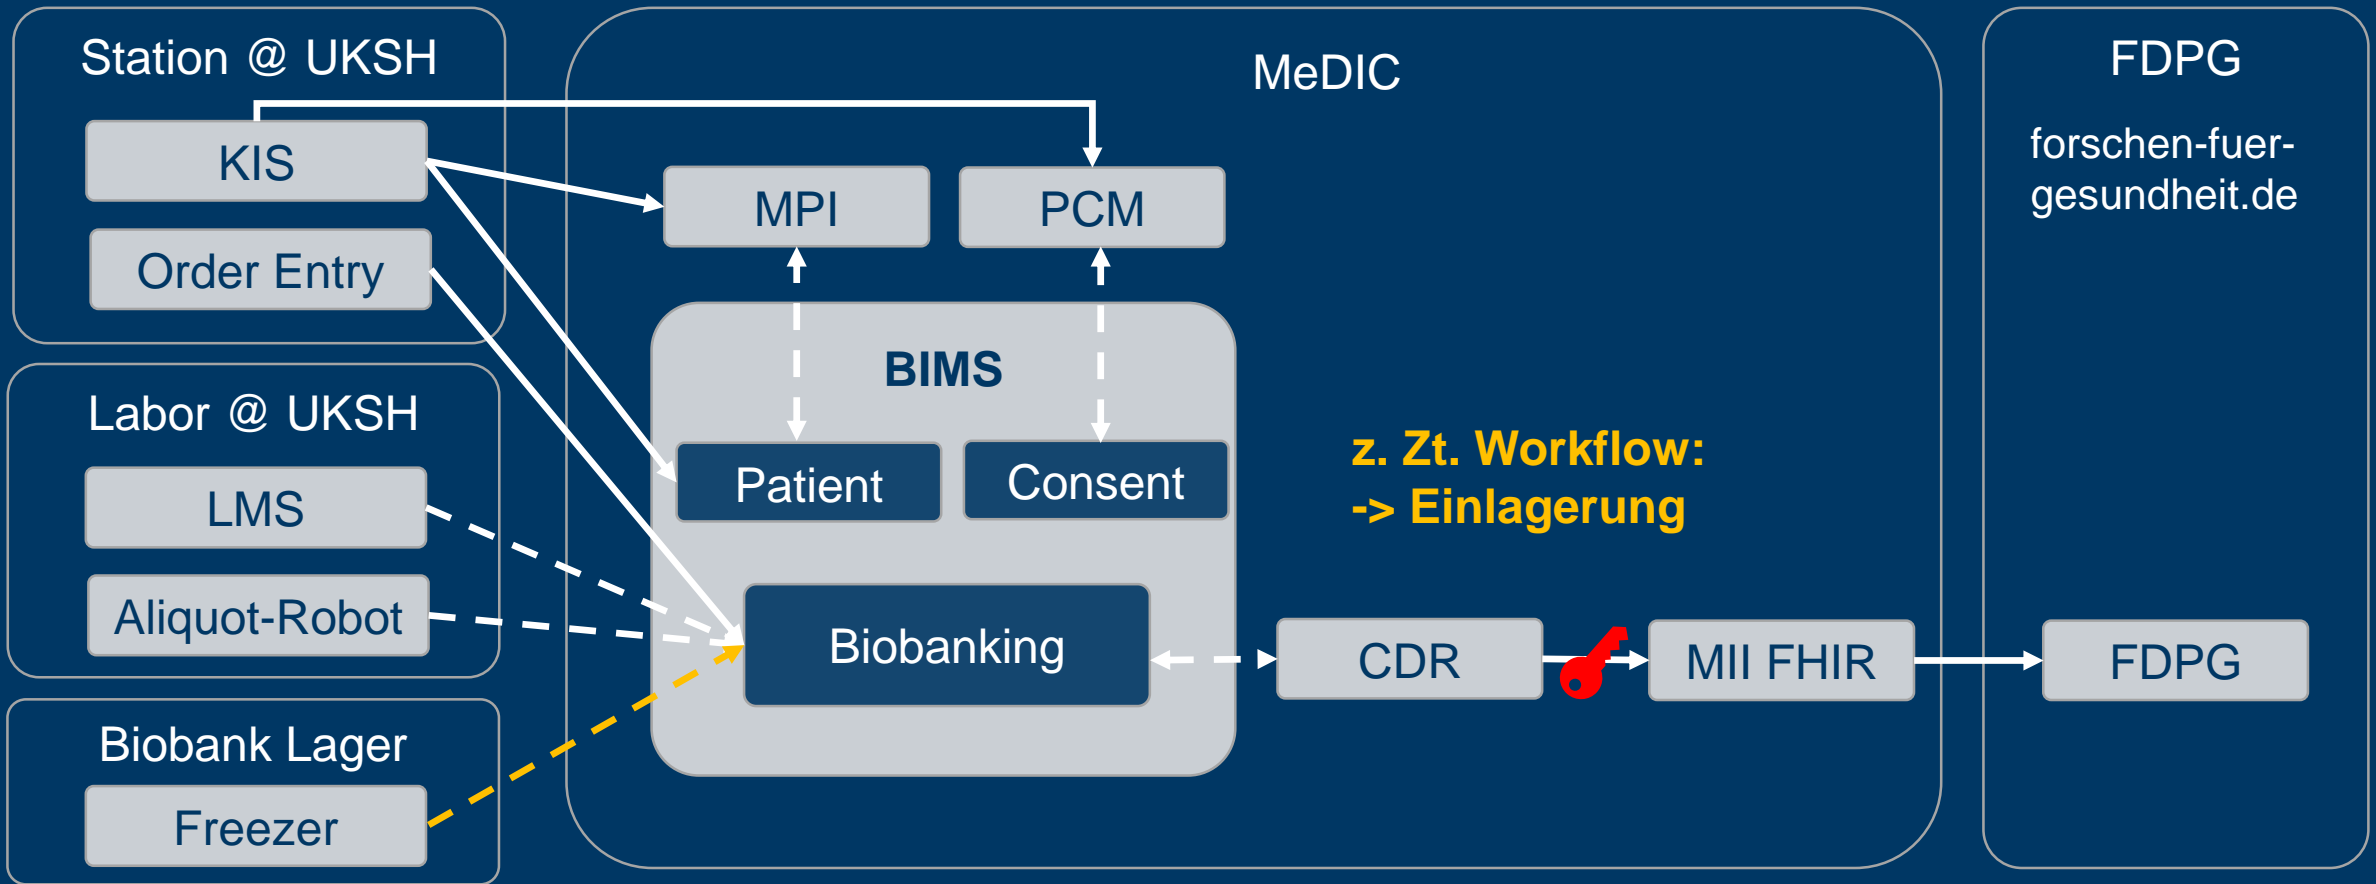 Station @ UKSH
KIS
Order Entry
Labor @ UKSH
LMS
Aliquot-Robot
Biobank Lager
Freezer
MeDIC
MPI
PCM
BIMS
Patient
Consent
Biobanking
z. Zt. Workflow:
-> Einlagerung
CDR
MII FHIR
FDPG
forschen-fuer-
gesundheit.de
FDPG